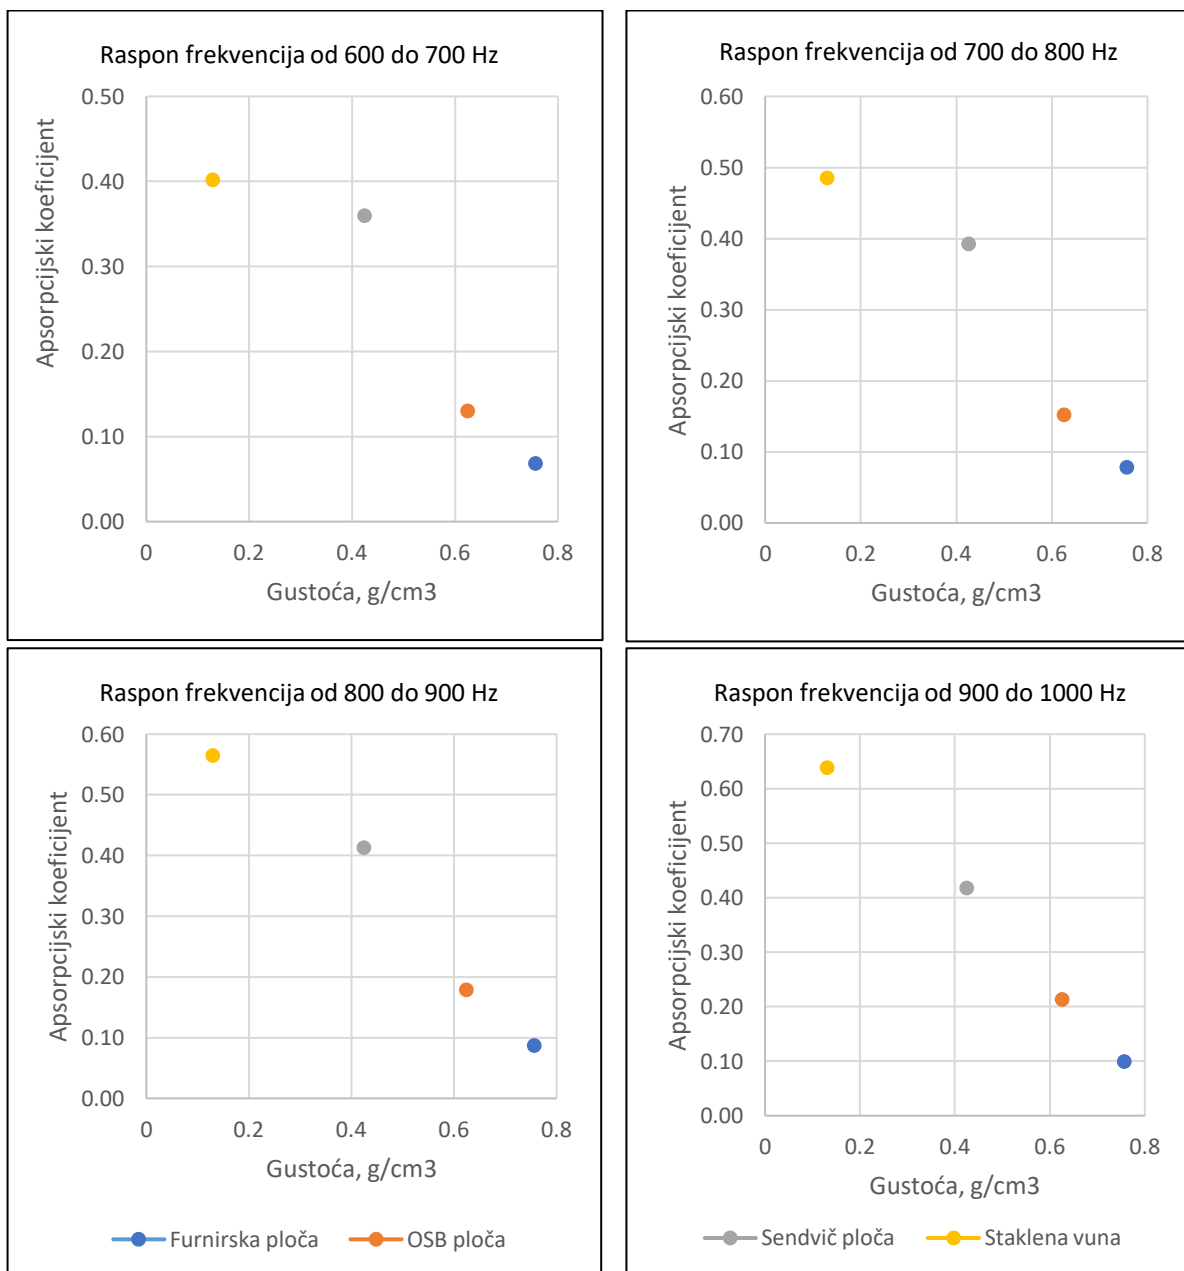 Raspon frekvencija od 600 do 700 Hz
Apsorpcijski koeficijent
0.50
0.40
0.30
0.20
0.10
0.00
0 0.2 0.4 0.6 0.8
Gustoća, g/cm3
Raspon frekvencija od 700 do 800 Hz
Apsorpcijski koeficijent
0.60
0.50
0.40
0.30
0.20
0.10
0.00
0 0.2 0.4 0.6 0.8
Gustoća, g/cm3
Raspon frekvencija od 800 do 900 Hz
Apsorpcijski koeficijent
0.60
0.50
0.40
0.30
0.20
0.10
0.00
0 0.2 0.4 0.6 0.8
Gustoća, g/cm3
Furnirska ploča OSB ploča
Raspon frekvencija od 900 do 1000 Hz
Apsorpcijski koeficijent
0.70
0.60
0.50
0.40
0.30
0.20
0.10
0.00
0 0.2 0.4 0.6 0.8
Gustoća, g/cm3
Sendvič ploča Staklena vuna